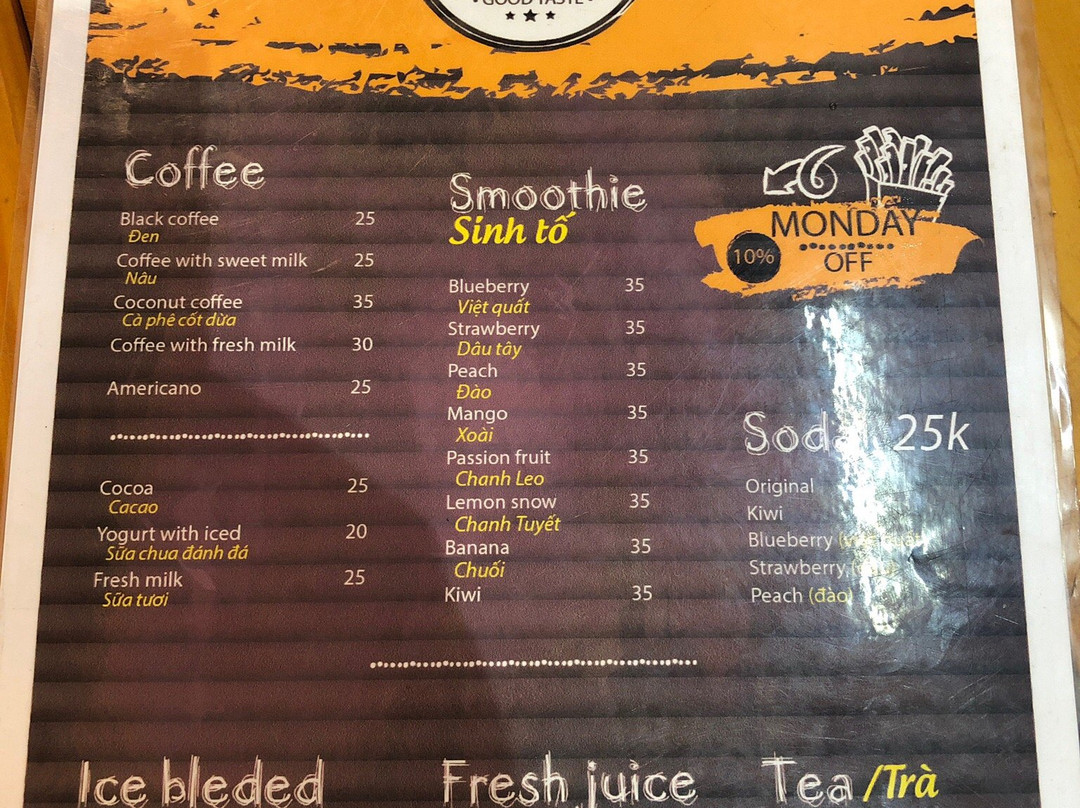 GOOD TASTE
Coffee
Black coffee 25
Đen
Coffee with sweet milk 25
Nâu
Coconut coffee 35
Cà phê cốt dừa
Coffee with fresh milk 30
Americano 25
Cocoa 25
Cacao
Yogurt with iced 20
Sữa chua đánh đá
Fresh milk 25
Sữa tươi
Smoothie
Sinh tố
Blueberry 35
Việt quất
Strawberry 35
Dâu tây
Peach 35
Đào
Mango 35
Xoài
Passion fruit 35
Chanh Leo
Lemon snow 35
Chanh Tuyết
Banana 35
Chuối
Kiwi 35
MONDAY
10% OFF
Soda 25k
Original
Kiwi
Blueberry
Strawberry
Peach (đào)
Ice bleded
Fresh juice
Tea /Trà